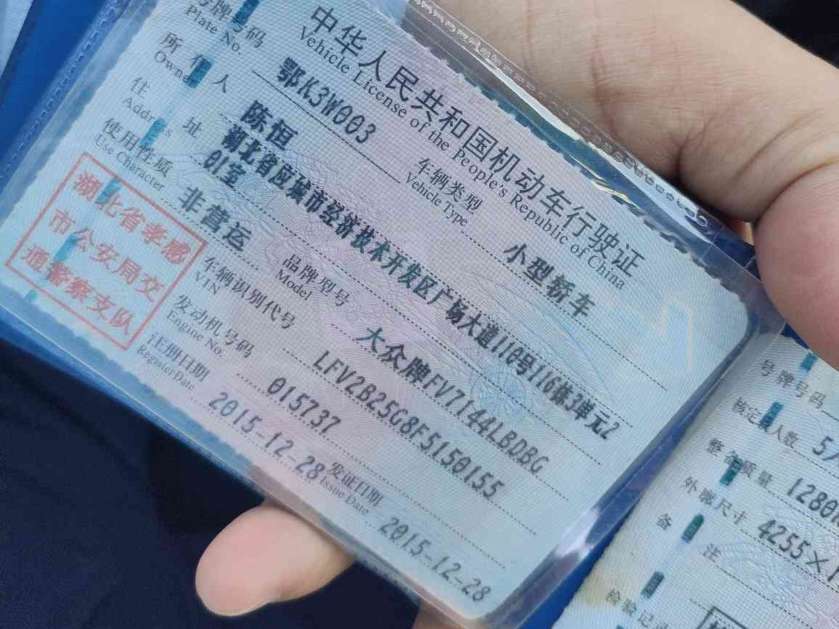 中华人民共和国机动车行驶证
Vehicle License of the People's Republic of China
号牌号码
Plate No.
鄂K3W003
车辆类型
Vehicle Type
小型轿车
所有人
Owner
陈恒
住址
Address
湖北省应城市经济技术开发区广场大道110号116栋3单元2
01室
使用性质
Use Character
非营运
品牌型号
Model
大众牌FV7144LBDBG
湖北省孝感
市公安局交
通警察支队
车辆识别代号
VIN
LFV2B25G8F5150155
发动机号码
Engine No.
015737
注册日期
Register Date
2015-12-28
发证日期
Issue Date
2015-12-28
号牌号码
核定载人数
5
整备质量
1280
外廓尺寸
4255×
备注
检验记录